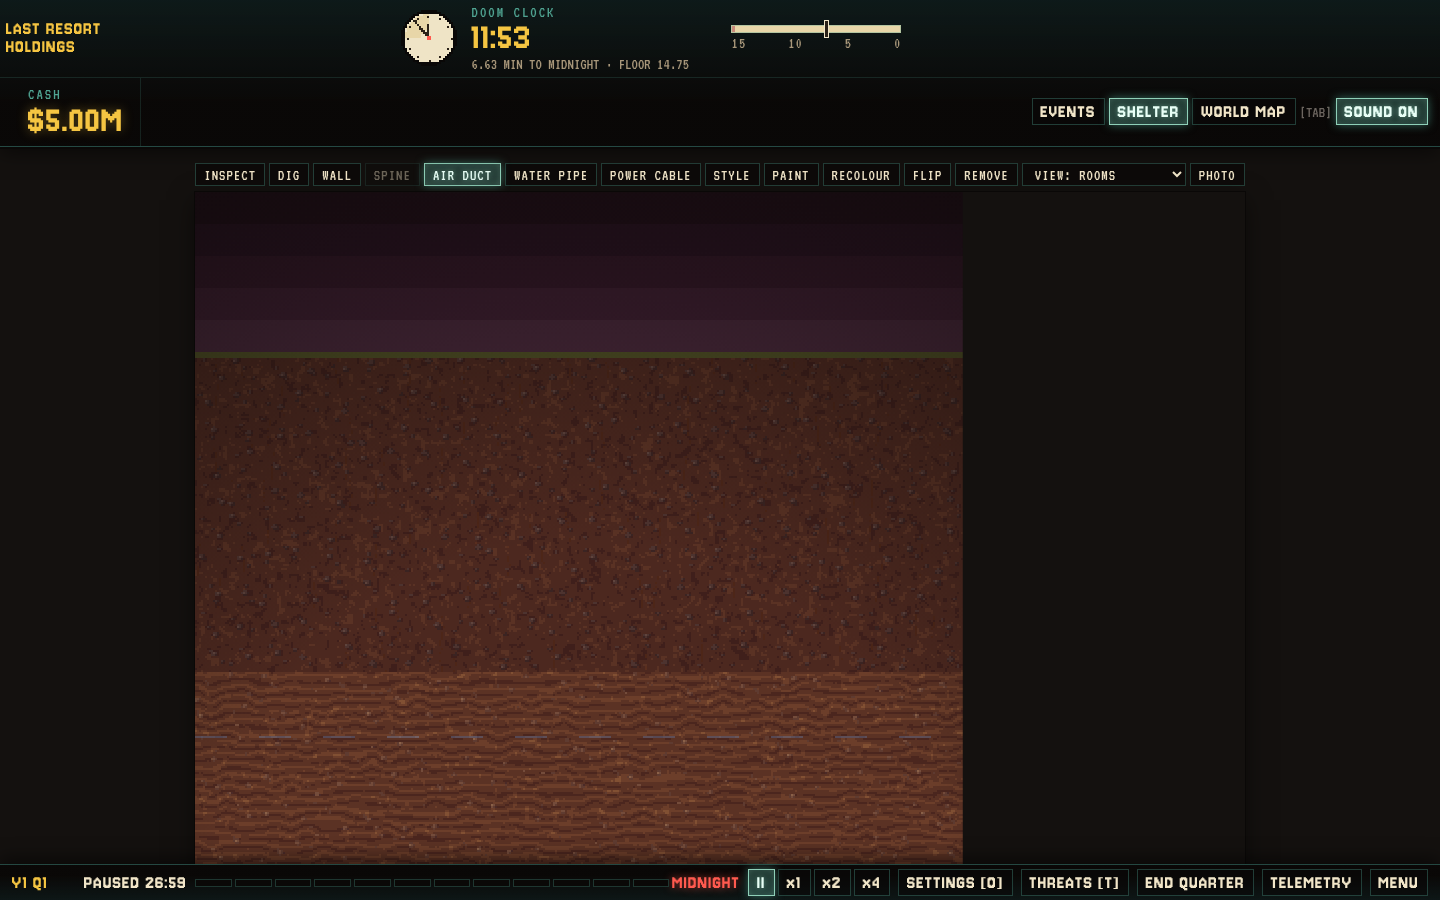 LAST RESORT
HOLDINGS
DOOM CLOCK
11:53
6.63 MIN TO MIDNIGHT · FLOOR 14.75
15 10 5 0
CASH
$5.00M
EVENTS SHELTER WORLD MAP [TAB] SOUND ON
INSPECT DIG WALL SPINE AIR DUCT WATER PIPE POWER CABLE STYLE PAINT RECOLOUR FLIP REMOVE VIEW: ROOMS PHOTO
Y1 Q1 PAUSED 26:59 MIDNIGHT II x1 x2 x4 SETTINGS [O] THREATS [T] END QUARTER TELEMETRY MENU